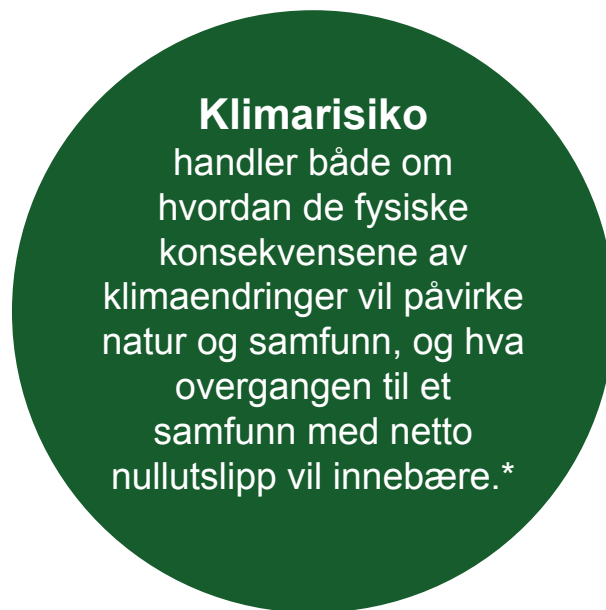 Klimarisiko
handler både om
hvordan de fysiske
konsekvensene av
klimaendringer vil påvirke
natur og samfunn, og hva
overgangen til et
samfunn med netto
nullutslipp vil innebære.*